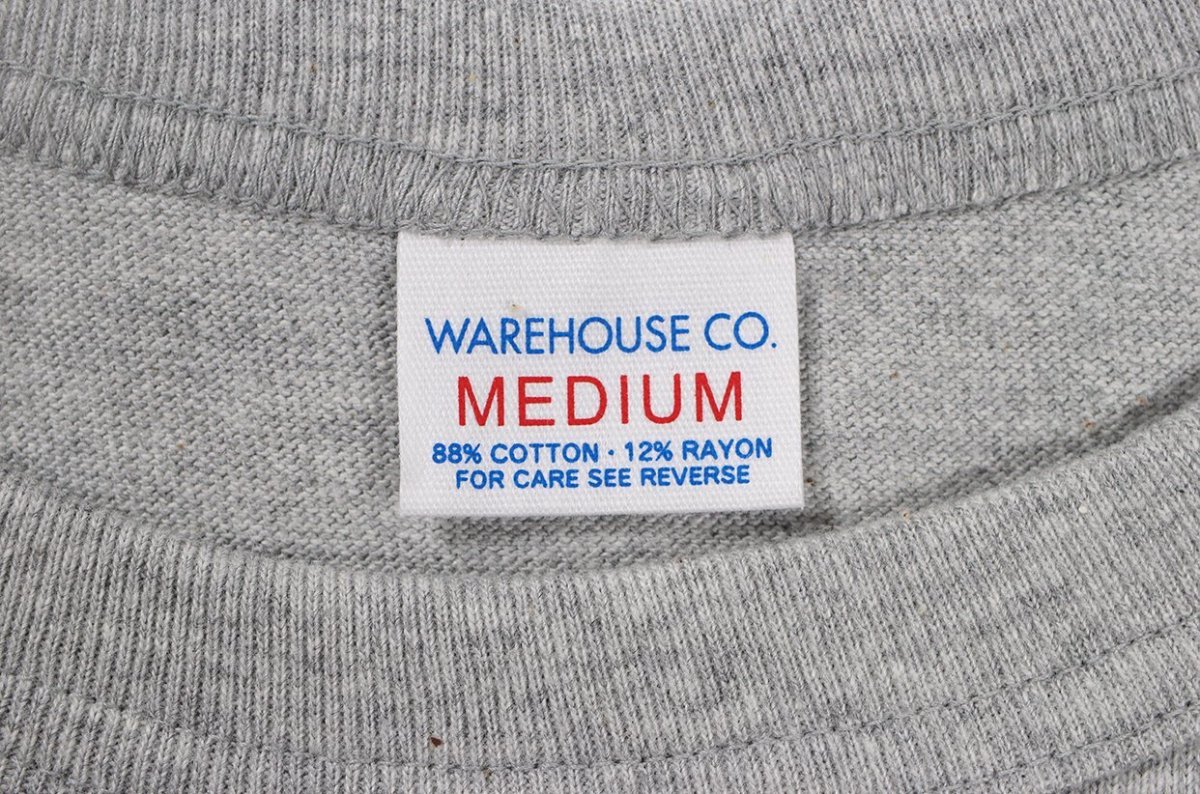 WAREHOUSE CO.
MEDIUM
88% COTTON · 12% RAYON
FOR CARE SEE REVERSE